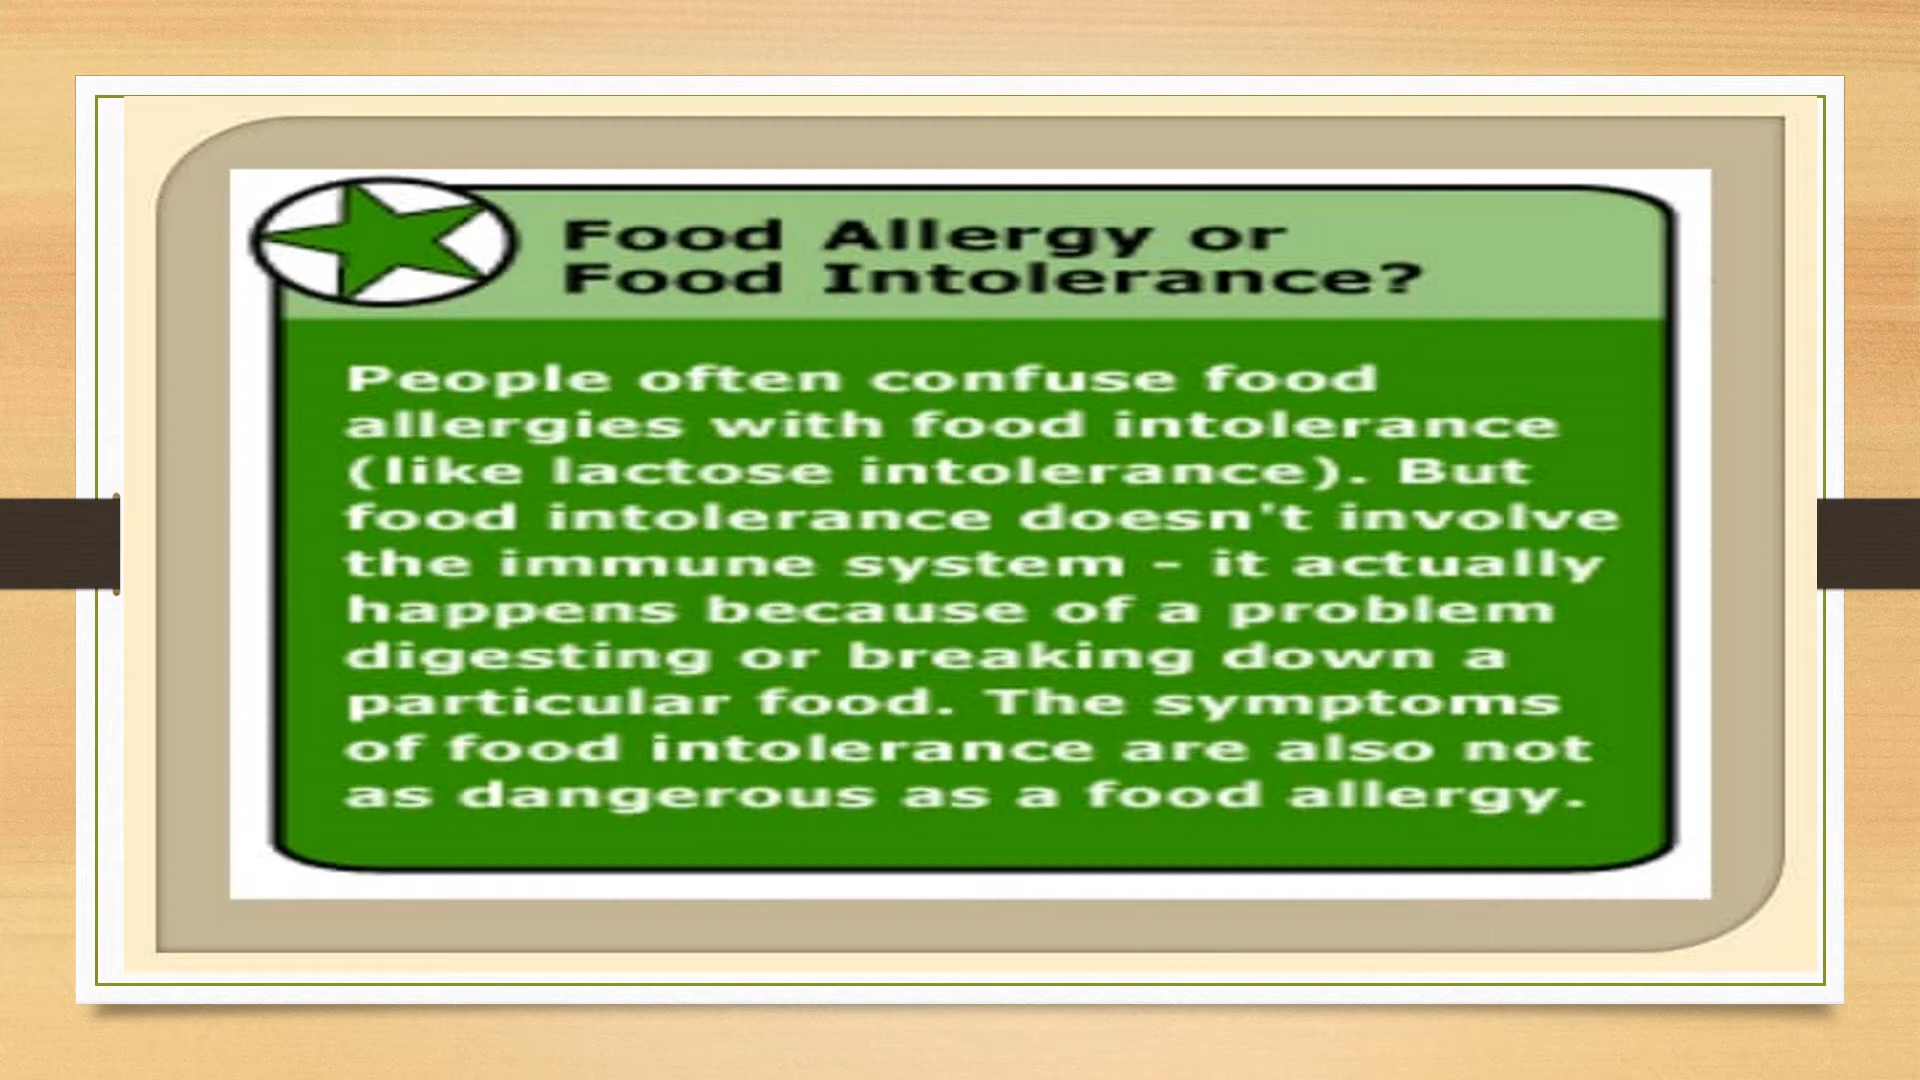 Food Allergy or
Food Intolerance?
People often confuse food
allergies with food intolerance
(like lactose intolerance). But
food intolerance doesn't involve
the immune system – it actually
happens because of a problem
digesting or breaking down a
particular food. The symptoms
of food intolerance are also not
as dangerous as a food allergy.